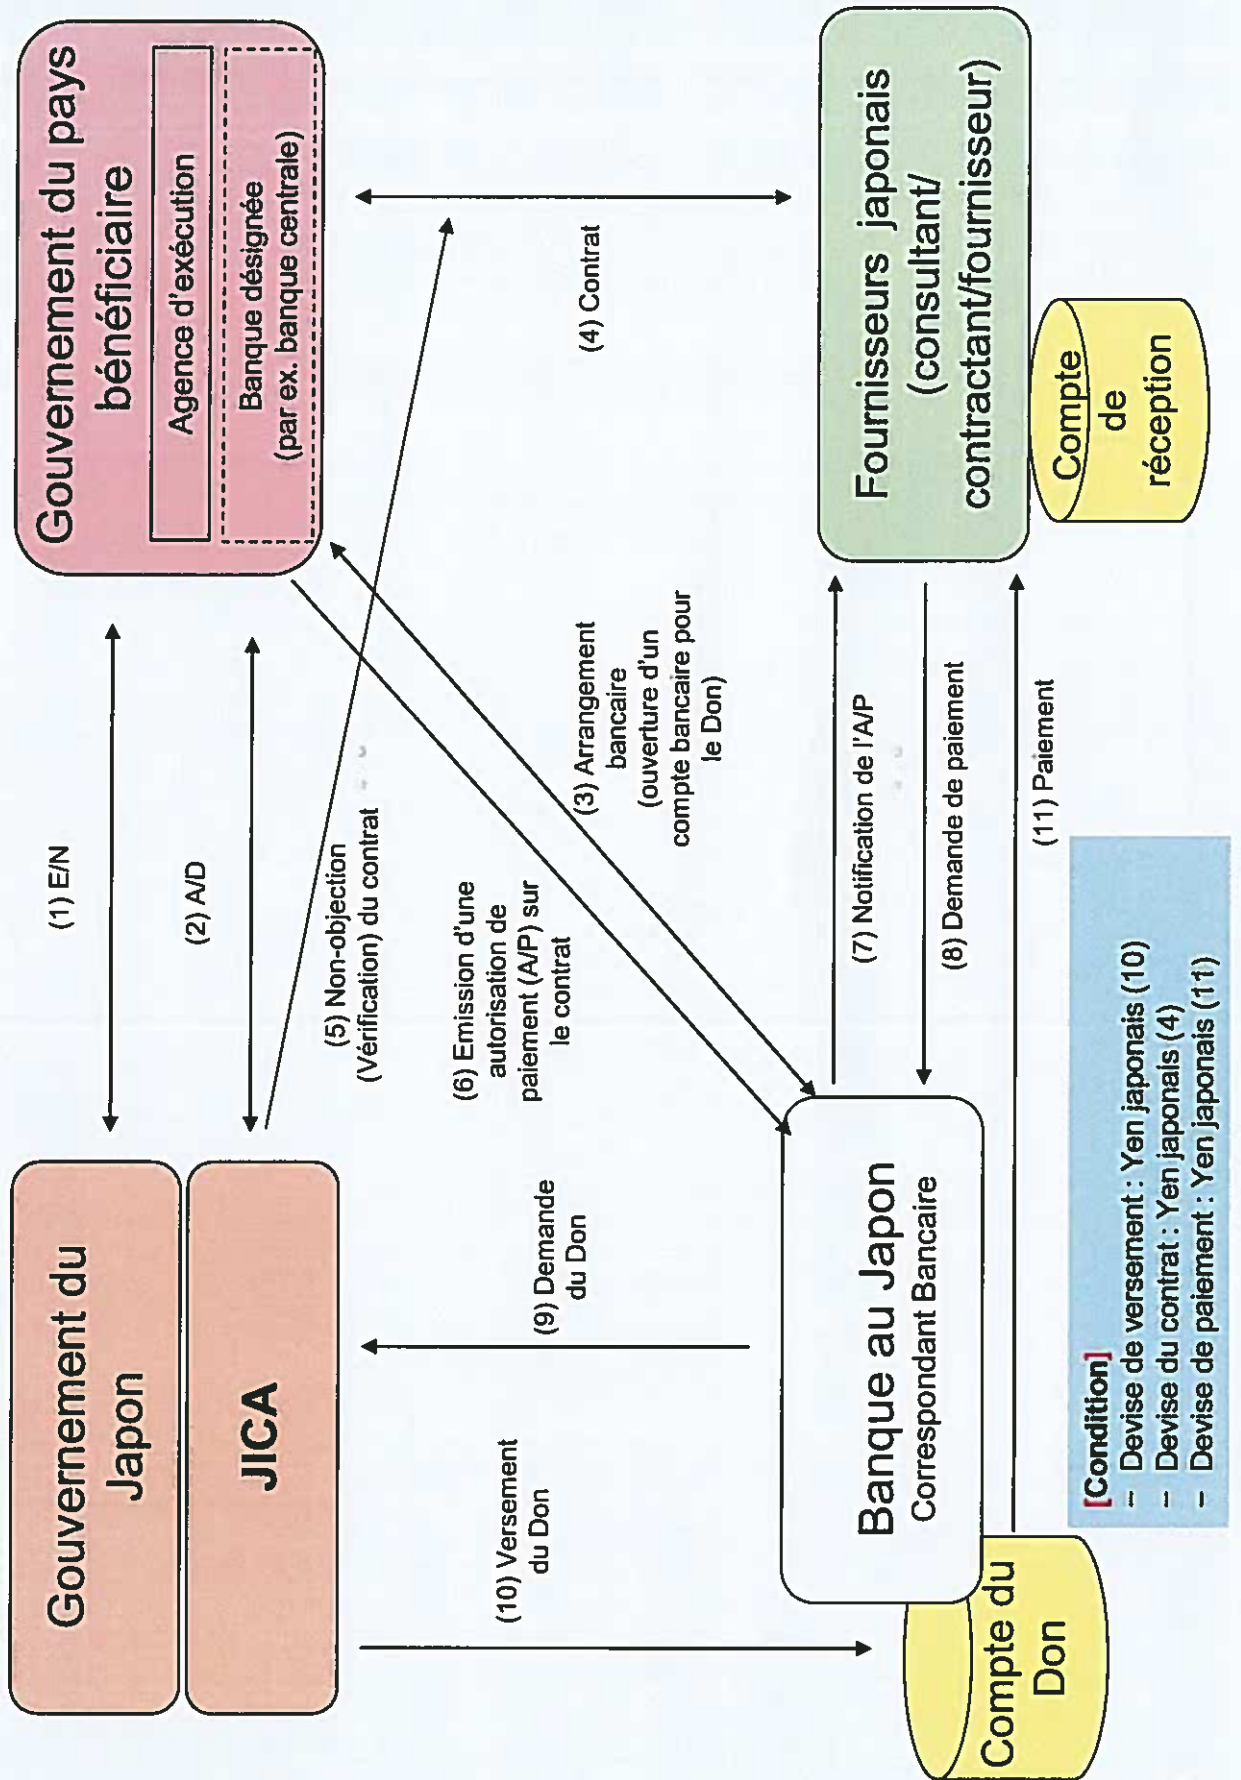 Gouvernement du
Japon
JICA
(1) E/N
(2) A/D
Gouvernement du pays
bénéficiaire
Agence d'exécution
Banque désignée
(par ex. banque centrale)
(5) Non-objection
(Vérification) du contrat
(6) Emission d'une
autorisation de
paiement (A/P) sur
le contrat
(3) Arrangement
bancaire
(ouverture d'un
compte bancaire pour
le Don)
(4) Contrat
(9) Demande
du Don
(10) Versement
du Don
Banque au Japon
Correspondant Bancaire
Compte du
Don
(7) Notification de l'A/P
(8) Demande de paiement
(11) Paiement
Fournisseurs japonais
(consultant/
contractant/fournisseur)
Compte
de
réception
[Condition]
– Devise de versement : Yen japonais (10)
– Devise du contrat : Yen japonais (4)
– Devise de paiement : Yen japonais (11)